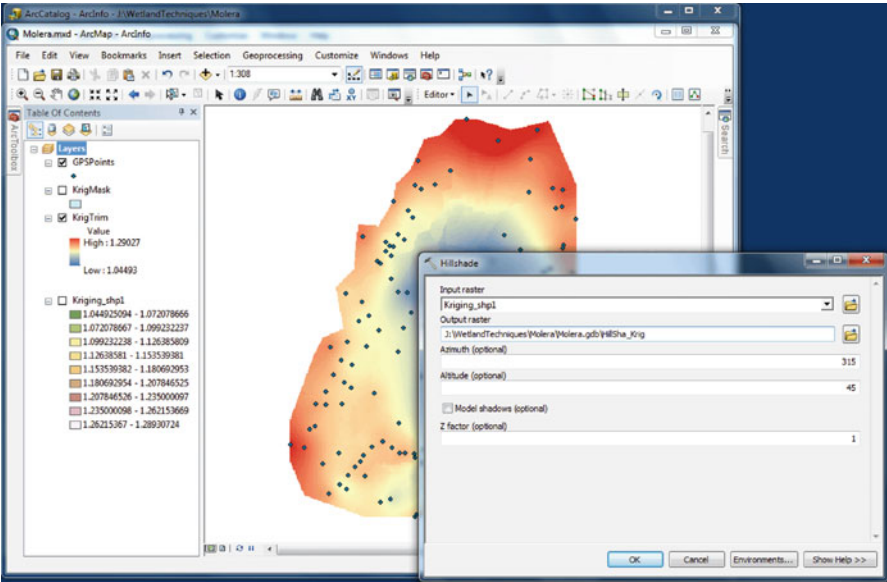 ArcCatalog - ArcInfo - J:\WetlandTechniques\Molera
Molera.mxd - ArcMap - ArcInfo
File Edit View Bookmarks Insert Selection Geoprocessing Customize Windows Help
1:308
Editor
Table Of Contents
ArcToolbox
Search
Layers
GPSPoints
KrigMask
KrigTrim
Value
High : 1.29027
Low : 1.04493
Kriging_shp1
1.044925094 - 1.072078666
1.072078667 - 1.099232237
1.099232238 - 1.126385809
1.12638581 - 1.153539381
1.153539382 - 1.180692953
1.180692954 - 1.207846525
1.207846526 - 1.235000097
1.235000098 - 1.262153669
1.26215367 - 1.28930724
Hillshade
Input raster
Kriging_shp1
Output raster
J:\WetlandTechniques\Molera\Molera.gdb\HillSha_Krig
Azimuth (optional)
315
Altitude (optional)
45
Model shadows (optional)
Z factor (optional)
1
OK Cancel Environments... Show Help >>